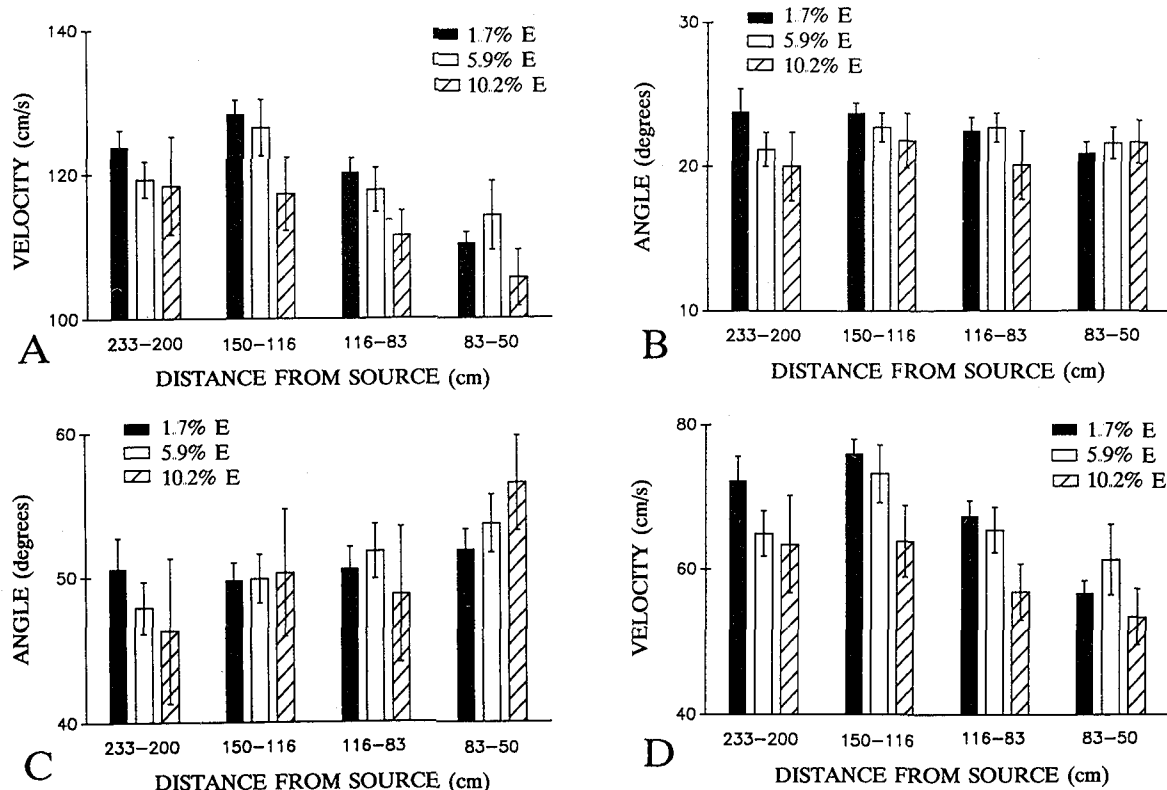 140
120
100
VELOCITY (cm/s)
1.7% E
5.9% E
10.2% E
233–200
150–116
116–83
83–50
A
DISTANCE FROM SOURCE (cm)
30
20
10
ANGLE (degrees)
1.7% E
5.9% E
10.2% E
233–200
150–116
116–83
83–50
B
DISTANCE FROM SOURCE (cm)
60
50
40
ANGLE (degrees)
1.7% E
5.9% E
10.2% E
233–200
150–116
116–83
83–50
C
DISTANCE FROM SOURCE (cm)
80
60
40
VELOCITY (cm/s)
1.7% E
5.9% E
10.2% E
233–200
150–116
116–83
83–50
D
DISTANCE FROM SOURCE (cm)